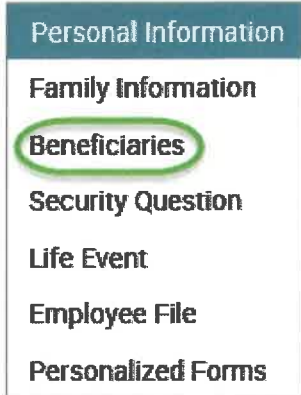 Personal Information
Family Information
Beneficiaries
Security Question
Life Event
Employee File
Personalized Forms